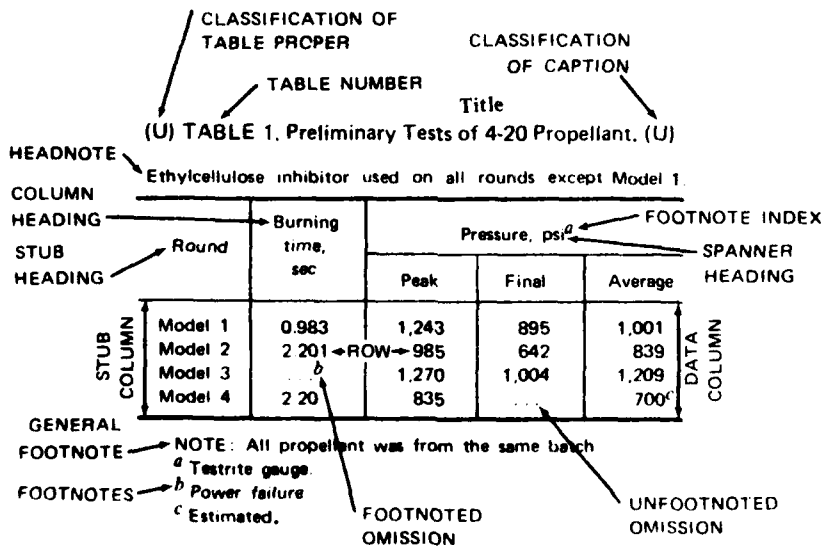 CLASSIFICATION OF
TABLE PROPER
CLASSIFICATION
OF CAPTION
TABLE NUMBER
Title
(U) TABLE 1. Preliminary Tests of 4-20 Propellant. (U)
HEADNOTE
Ethylcellulose inhibitor used on all rounds except Model 1.
COLUMN
HEADING
STUB
HEADING
Round
Burning
time,
sec
Pressure, psi a
FOOTNOTE INDEX
SPANNER
HEADING
Peak Final Average
STUB
COLUMN
Model 1 0.983 1,243 895 1,001
Model 2 2 201 ROW 985 642 839
Model 3 ... b 1,270 1,004 1,209
Model 4 2 20 835 ... 700 c
DATA
COLUMN
GENERAL
FOOTNOTE
NOTE: All propellant was from the same batch
a Testrite gauge.
FOOTNOTES
b Power failure
c Estimated.
FOOTNOTED
OMISSION
UNFOOTNOTED
OMISSION